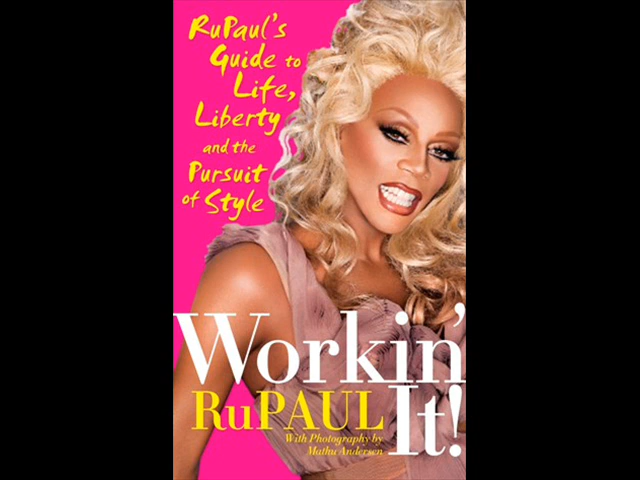 RuPaul's
Guide to
Life,
Liberty
and the
Pursuit
of Style
Workin'
It!
RuPAUL
With Photography by
Mathu Andersen